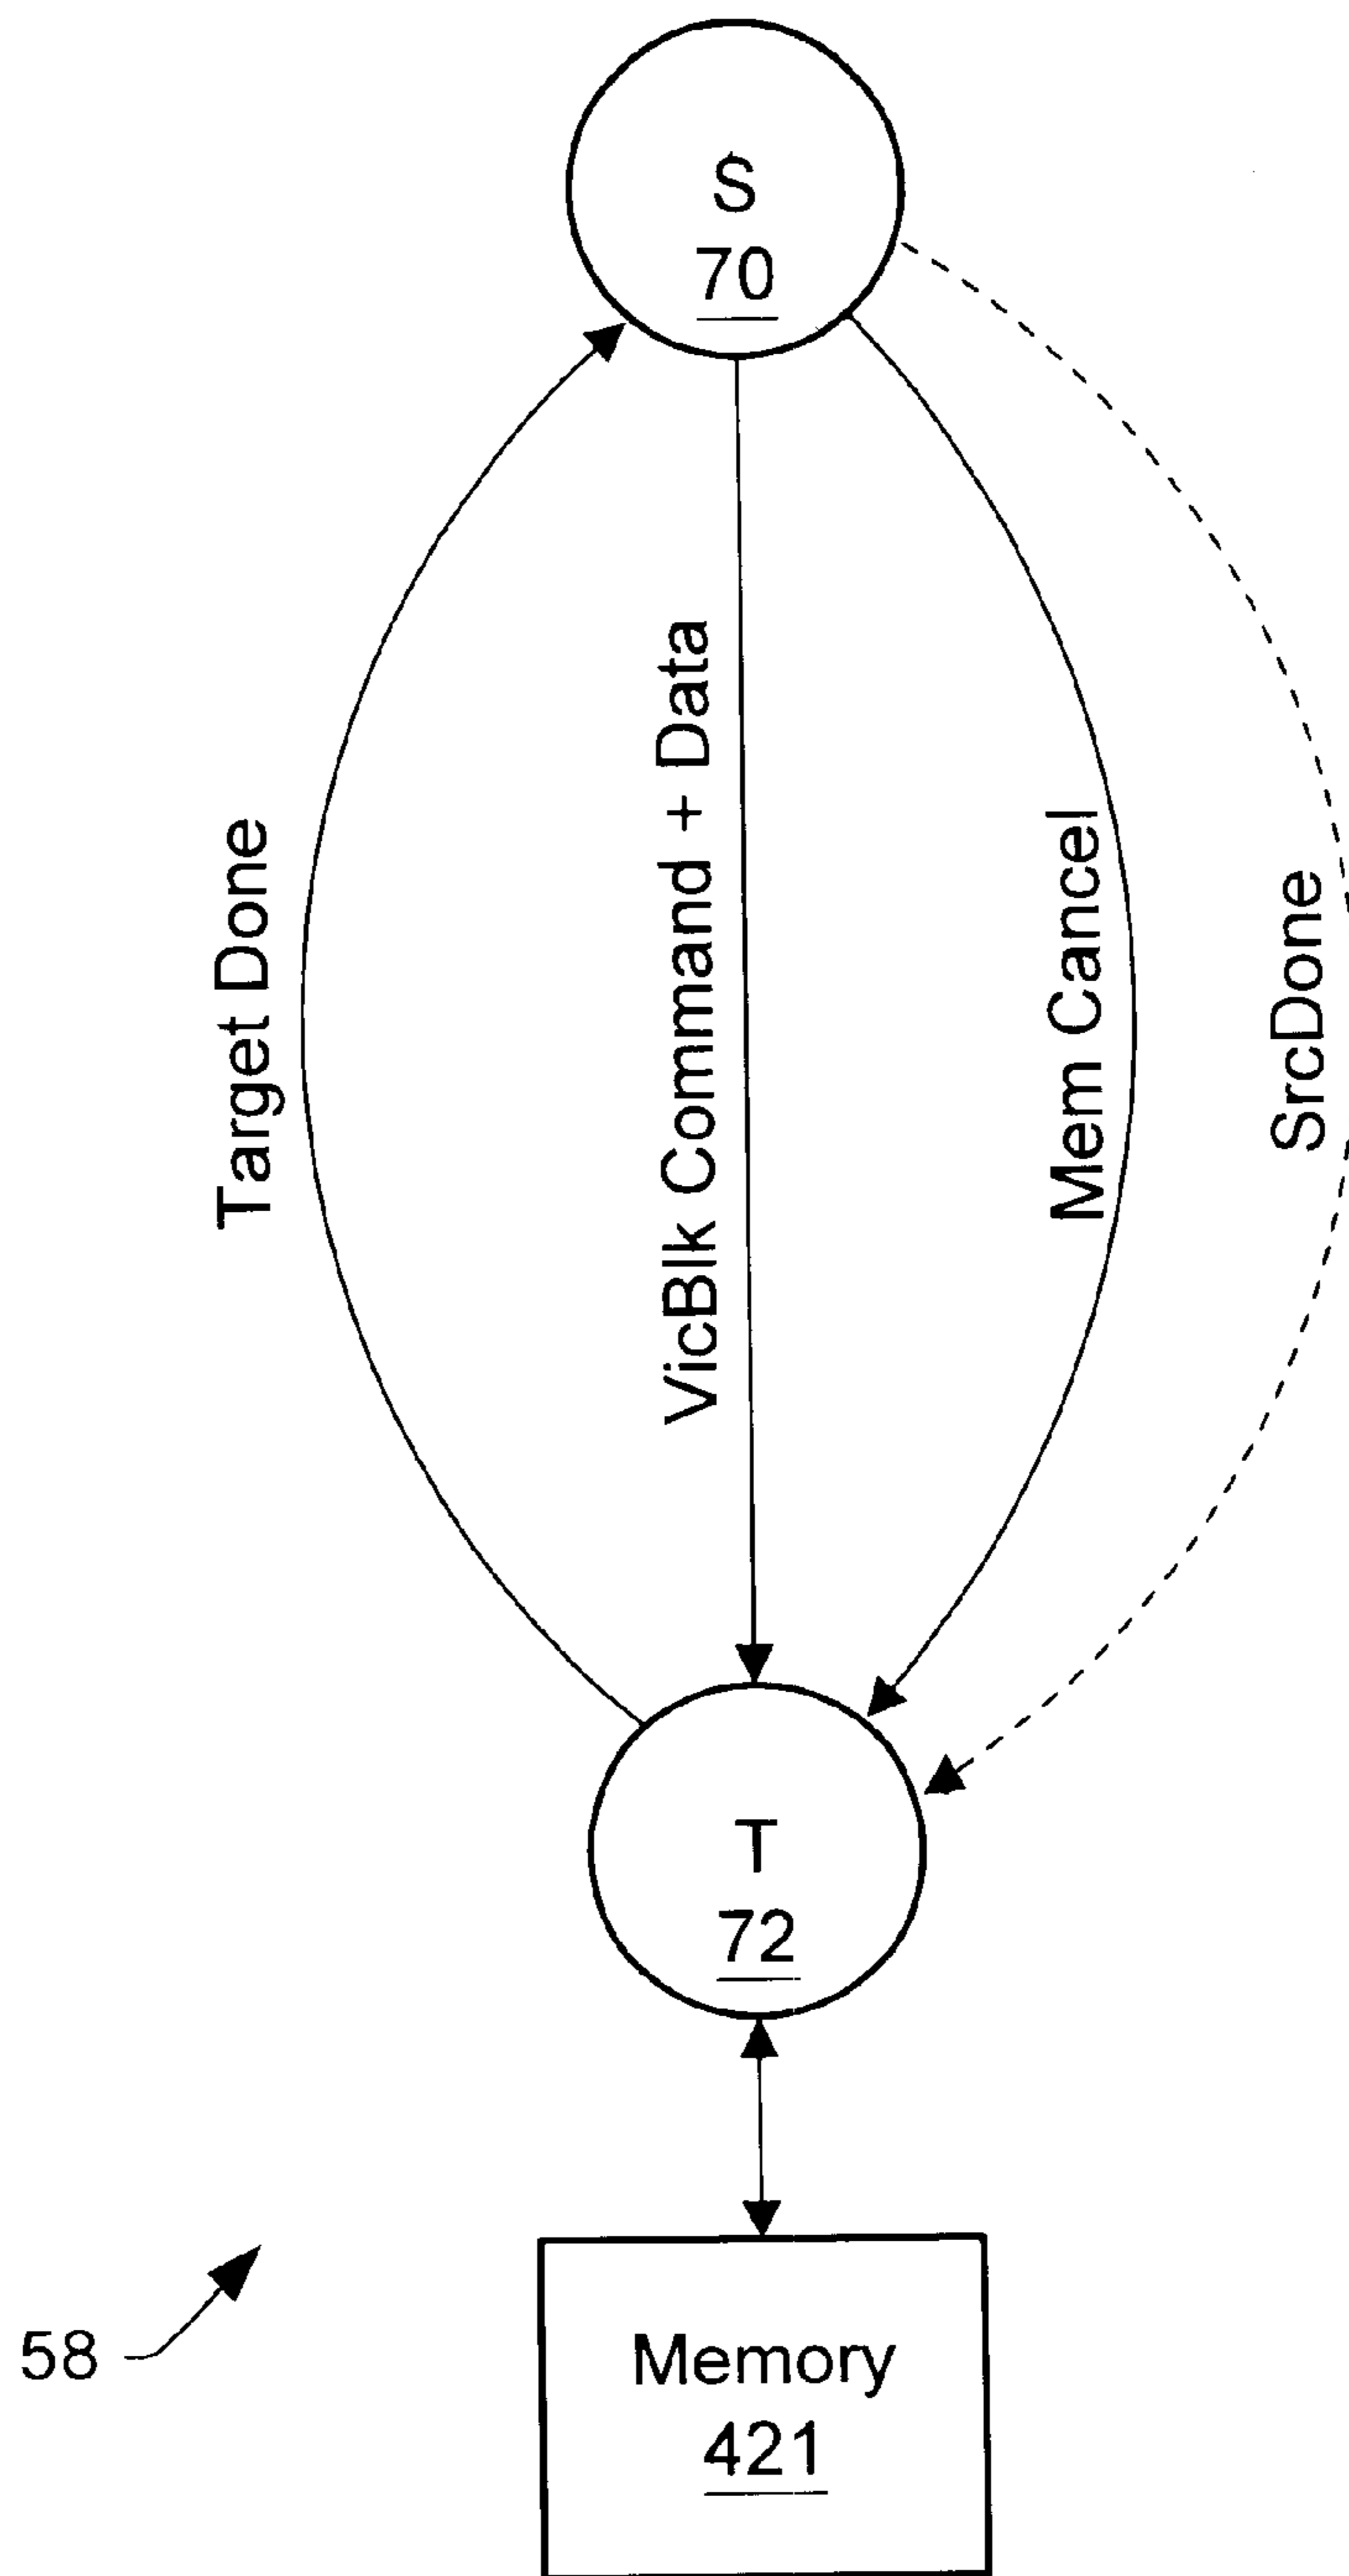 S
70
Target Done
VicBlk Command + Data
Mem Cancel
SrcDone
T
72
58
Memory
421